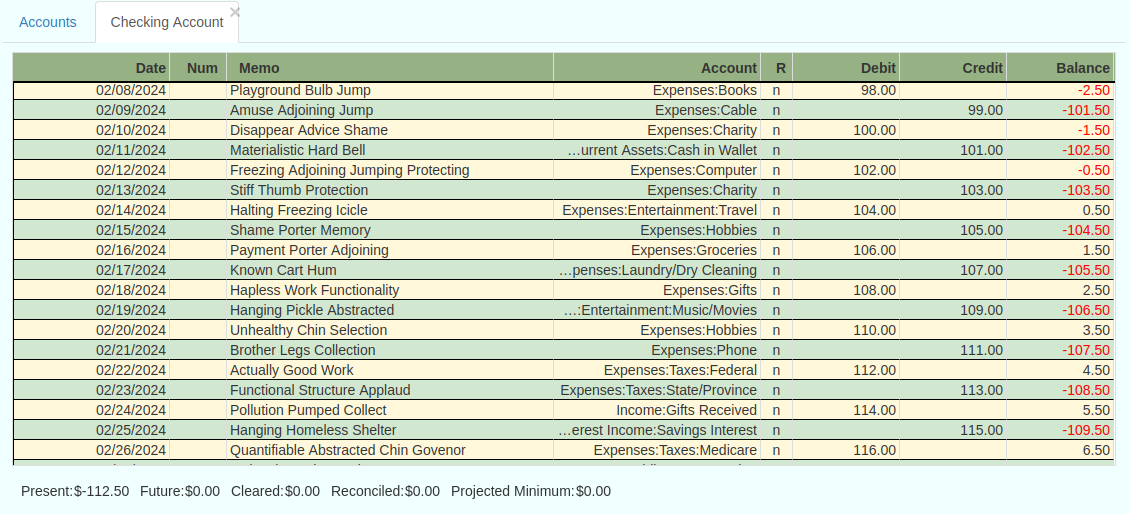 Accounts Checking Account ×
Date Num Memo Account R Debit Credit Balance
02/08/2024 Playground Bulb Jump Expenses:Books n 98.00 -2.50
02/09/2024 Amuse Adjoining Jump Expenses:Cable n 99.00 -101.50
02/10/2024 Disappear Advice Shame Expenses:Charity n 100.00 -1.50
02/11/2024 Materialistic Hard Bell …urrent Assets:Cash in Wallet n 101.00 -102.50
02/12/2024 Freezing Adjoining Jumping Protecting Expenses:Computer n 102.00 -0.50
02/13/2024 Stiff Thumb Protection Expenses:Charity n 103.00 -103.50
02/14/2024 Halting Freezing Icicle Expenses:Entertainment:Travel n 104.00 0.50
02/15/2024 Shame Porter Memory Expenses:Hobbies n 105.00 -104.50
02/16/2024 Payment Porter Adjoining Expenses:Groceries n 106.00 1.50
02/17/2024 Known Cart Hum …penses:Laundry/Dry Cleaning n 107.00 -105.50
02/18/2024 Hapless Work Functionality Expenses:Gifts n 108.00 2.50
02/19/2024 Hanging Pickle Abstracted …:Entertainment:Music/Movies n 109.00 -106.50
02/20/2024 Unhealthy Chin Selection Expenses:Hobbies n 110.00 3.50
02/21/2024 Brother Legs Collection Expenses:Phone n 111.00 -107.50
02/22/2024 Actually Good Work Expenses:Taxes:Federal n 112.00 4.50
02/23/2024 Functional Structure Applaud Expenses:Taxes:State/Province n 113.00 -108.50
02/24/2024 Pollution Pumped Collect Income:Gifts Received n 114.00 5.50
02/25/2024 Hanging Homeless Shelter …erest Income:Savings Interest n 115.00 -109.50
02/26/2024 Quantifiable Abstracted Chin Govenor Expenses:Taxes:Medicare n 116.00 6.50
Present:$-112.50 Future:$0.00 Cleared:$0.00 Reconciled:$0.00 Projected Minimum:$0.00